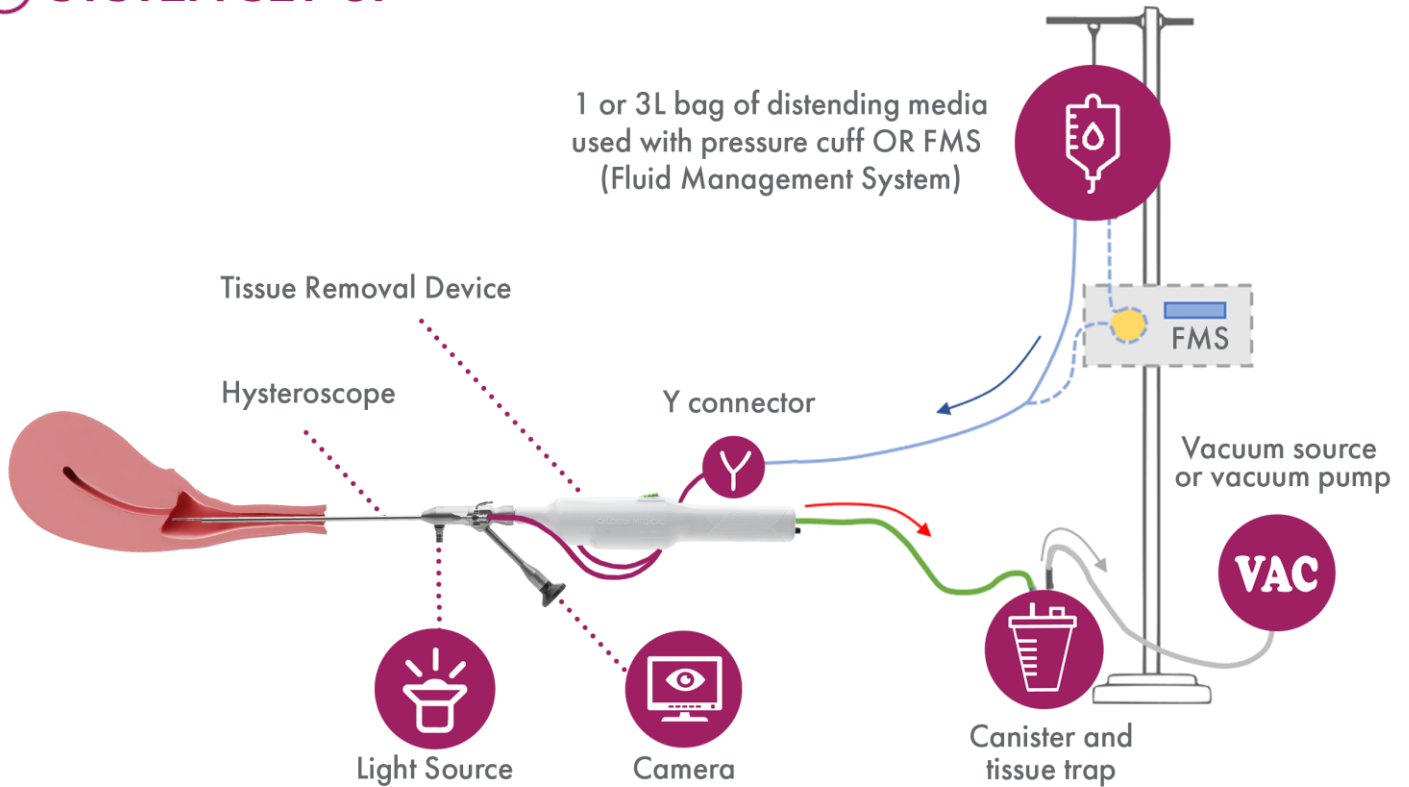 1 or 3L bag of distending media
used with pressure cuff OR FMS
(Fluid Management System)
Tissue Removal Device
FMS
Hysteroscope
Y connector
Y
Vacuum source
or vacuum pump
VAC
Light Source
Camera
Canister and
tissue trap